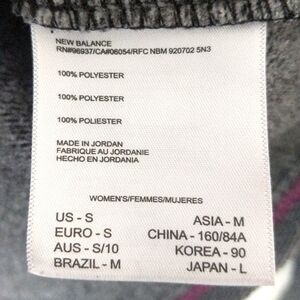 NEW BALANCE
RN#96937/CA#06054/RFC NBM 920702 5N3
100% POLYESTER
100% POLYESTER
100% POLIESTER
MADE IN JORDAN
FABRIQUE AU JORDANIE
HECHO EN JORDANIA
WOMEN'S/FEMMES/MUJERES
US - S ASIA - M
EURO - S CHINA - 160/84A
AUS - S/10 KOREA - 90
BRAZIL - M JAPAN - L